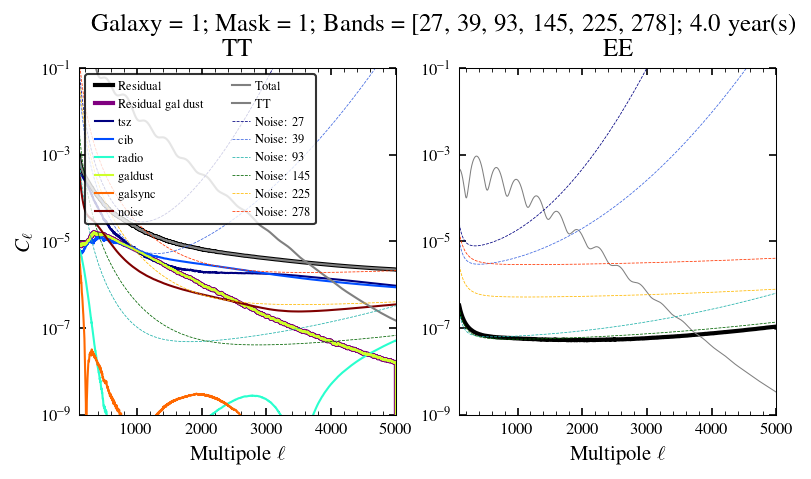 Galaxy = 1; Mask = 1; Bands = [27, 39, 93, 145, 225, 278]; 4.0 year(s)
TT
EE
Residual
Residual gal dust
tsz
cib
radio
galdust
galsync
noise
Total
TT
Noise: 27
Noise: 39
Noise: 93
Noise: 145
Noise: 225
Noise: 278
C_ℓ
10⁻¹
10⁻³
10⁻⁵
10⁻⁷
10⁻⁹
1000 2000 3000 4000 5000
Multipole ℓ
10⁻¹
10⁻³
10⁻⁵
10⁻⁷
10⁻⁹
1000 2000 3000 4000 5000
Multipole ℓ